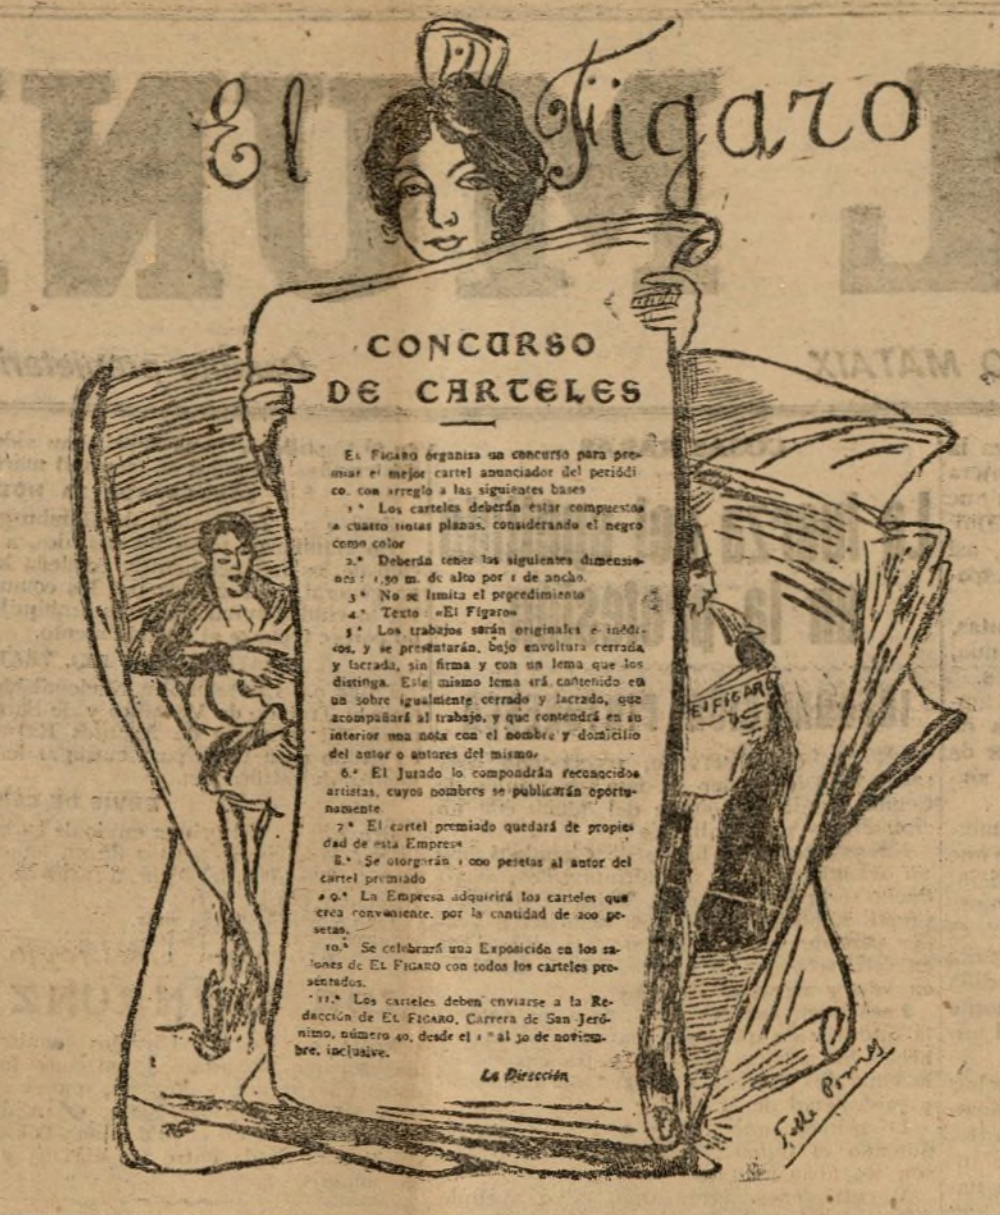 El Figaro
CONCURSO
DE CARTELES
EL FIGARO organiza un concurso para pre-
miar el mejor cartel anunciador del periódi-
co, con arreglo a las siguientes bases
1.ª Los carteles deberán estar compuestos
a cuatro tintas planas, considerando el negro
como color
2.ª Deberán tener las siguientes dimensio-
nes: 1,50 m. de alto por 1 de ancho.
3.ª No se limita el procedimiento
4.ª Texto: «El Fígaro»
5.ª Los trabajos serán originales e inédi-
tos, y se presentarán, bajo envoltura cerrada
y lacrada, sin firma y con un lema que los
distinga. Este mismo lema irá contenido en
un sobre igualmente cerrado y lacrado, que
acompañará al trabajo, y que contendrá en su
interior una nota con el nombre y domicilio
del autor o autores del mismo.
6.ª El Jurado lo compondrán reconocidos
artistas, cuyos nombres se publicarán oportu-
namente
7.ª El cartel premiado quedará de propie-
dad de esta Empresa
8.ª Se otorgarán 1 000 pesetas al autor del
cartel premiado
9.ª La Empresa adquirirá los carteles que
crea conveniente, por la cantidad de 200 pe-
setas.
10.ª Se celebrará una Exposición en los sa-
lones de EL FIGARO con todos los carteles pre-
sentados.
11.ª Los carteles deben enviarse a la Re-
dacción de EL FIGARO, Carrera de San Jeró-
nimo, número 40, desde el 1.º al 30 de noviem-
bre, inclusive.
La Dirección
El FIGARO